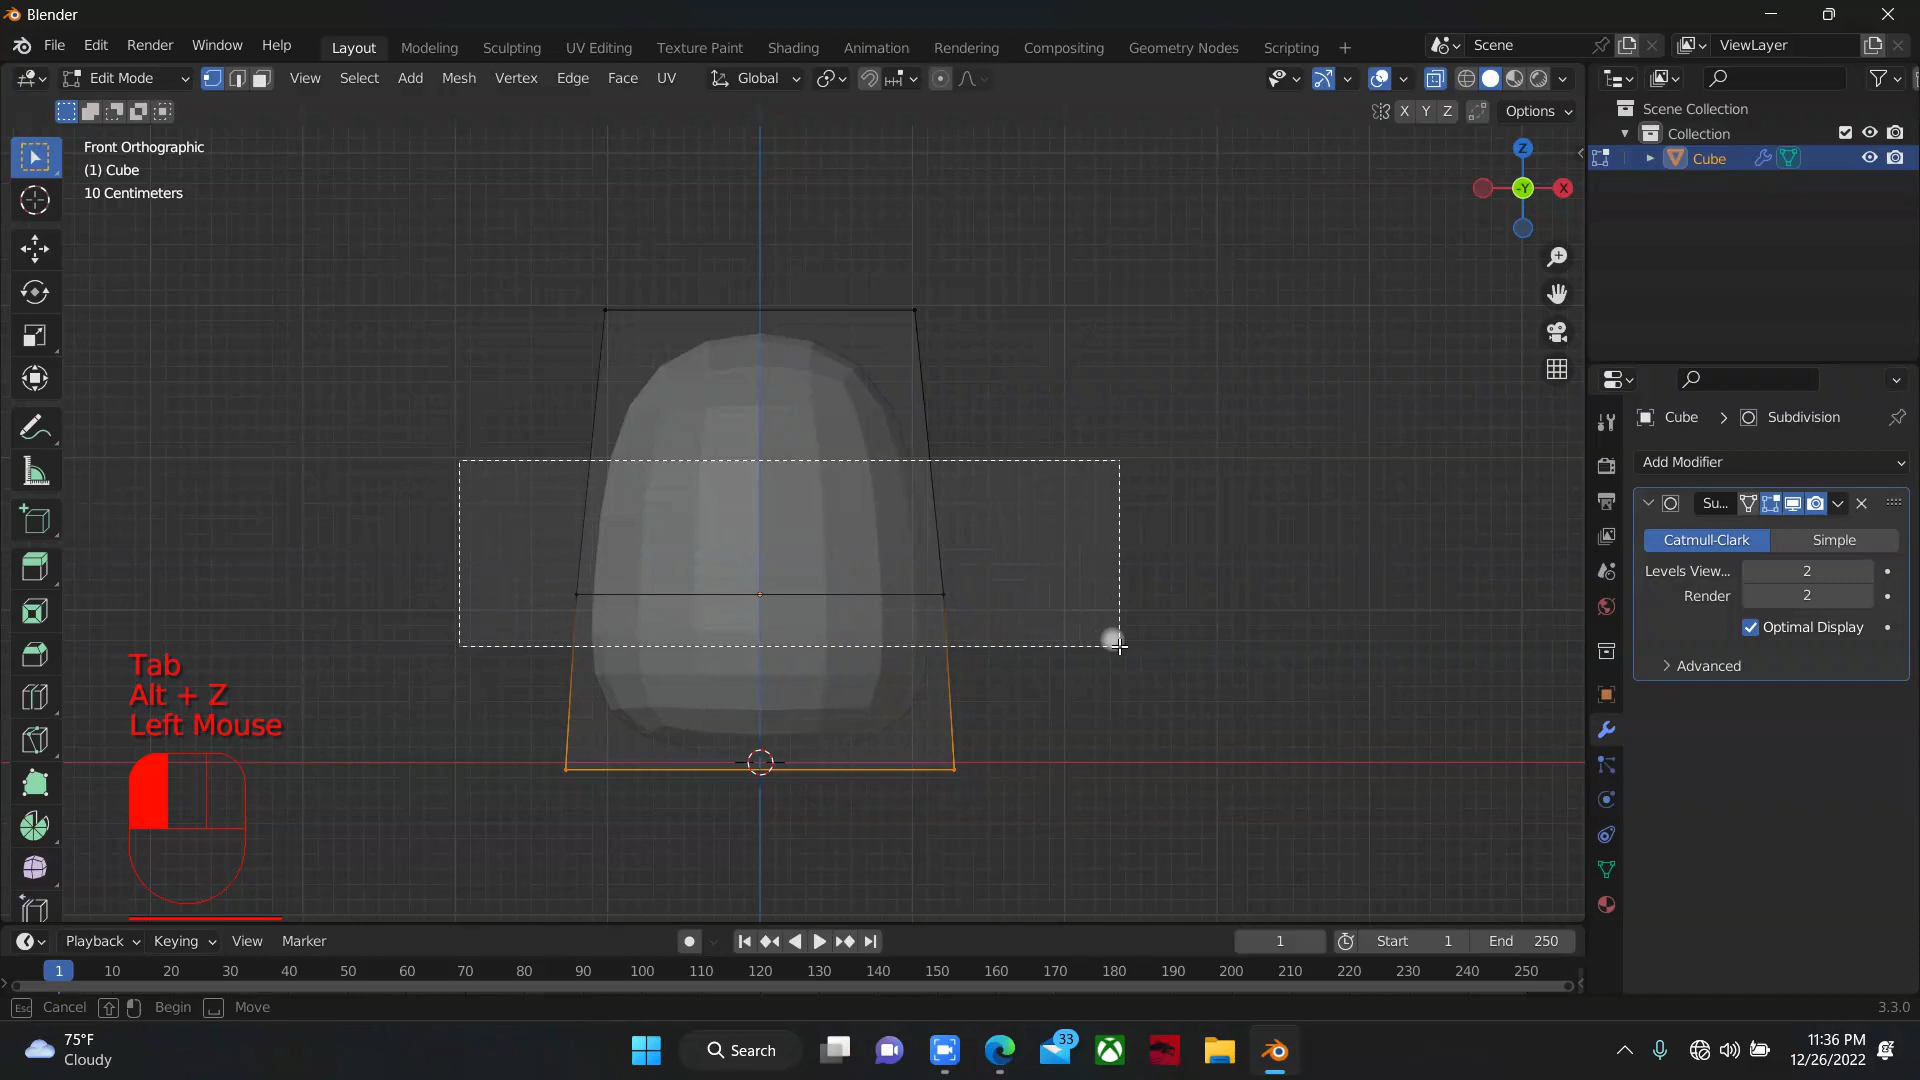 Blender
File Edit Render Window Help
Layout Modeling Sculpting UV Editing Texture Paint Shading Animation Rendering Compositing Geometry Nodes Scripting +
Scene
ViewLayer
Edit Mode View Select Add Mesh Vertex Edge Face UV
Global
X Y Z Options
Front Orthographic
(1) Cube
10 Centimeters
Z
-Y
X
Scene Collection
Collection
Cube
Cube > Subdivision
Add Modifier
Su...
Catmull-Clark Simple
Levels View... 2
Render 2
Optimal Display
Advanced
Tab
Alt + Z
Left Mouse
Playback Keying View Marker
1
Start 1 End 250
1 10 20 30 40 50 60 70 80 90 100 110 120 130 140 150 160 170 180 190 200 210 220 230 240 250
Esc Cancel Begin Move
3.3.0
75°F
Cloudy
Search
33
11:36 PM
12/26/2022